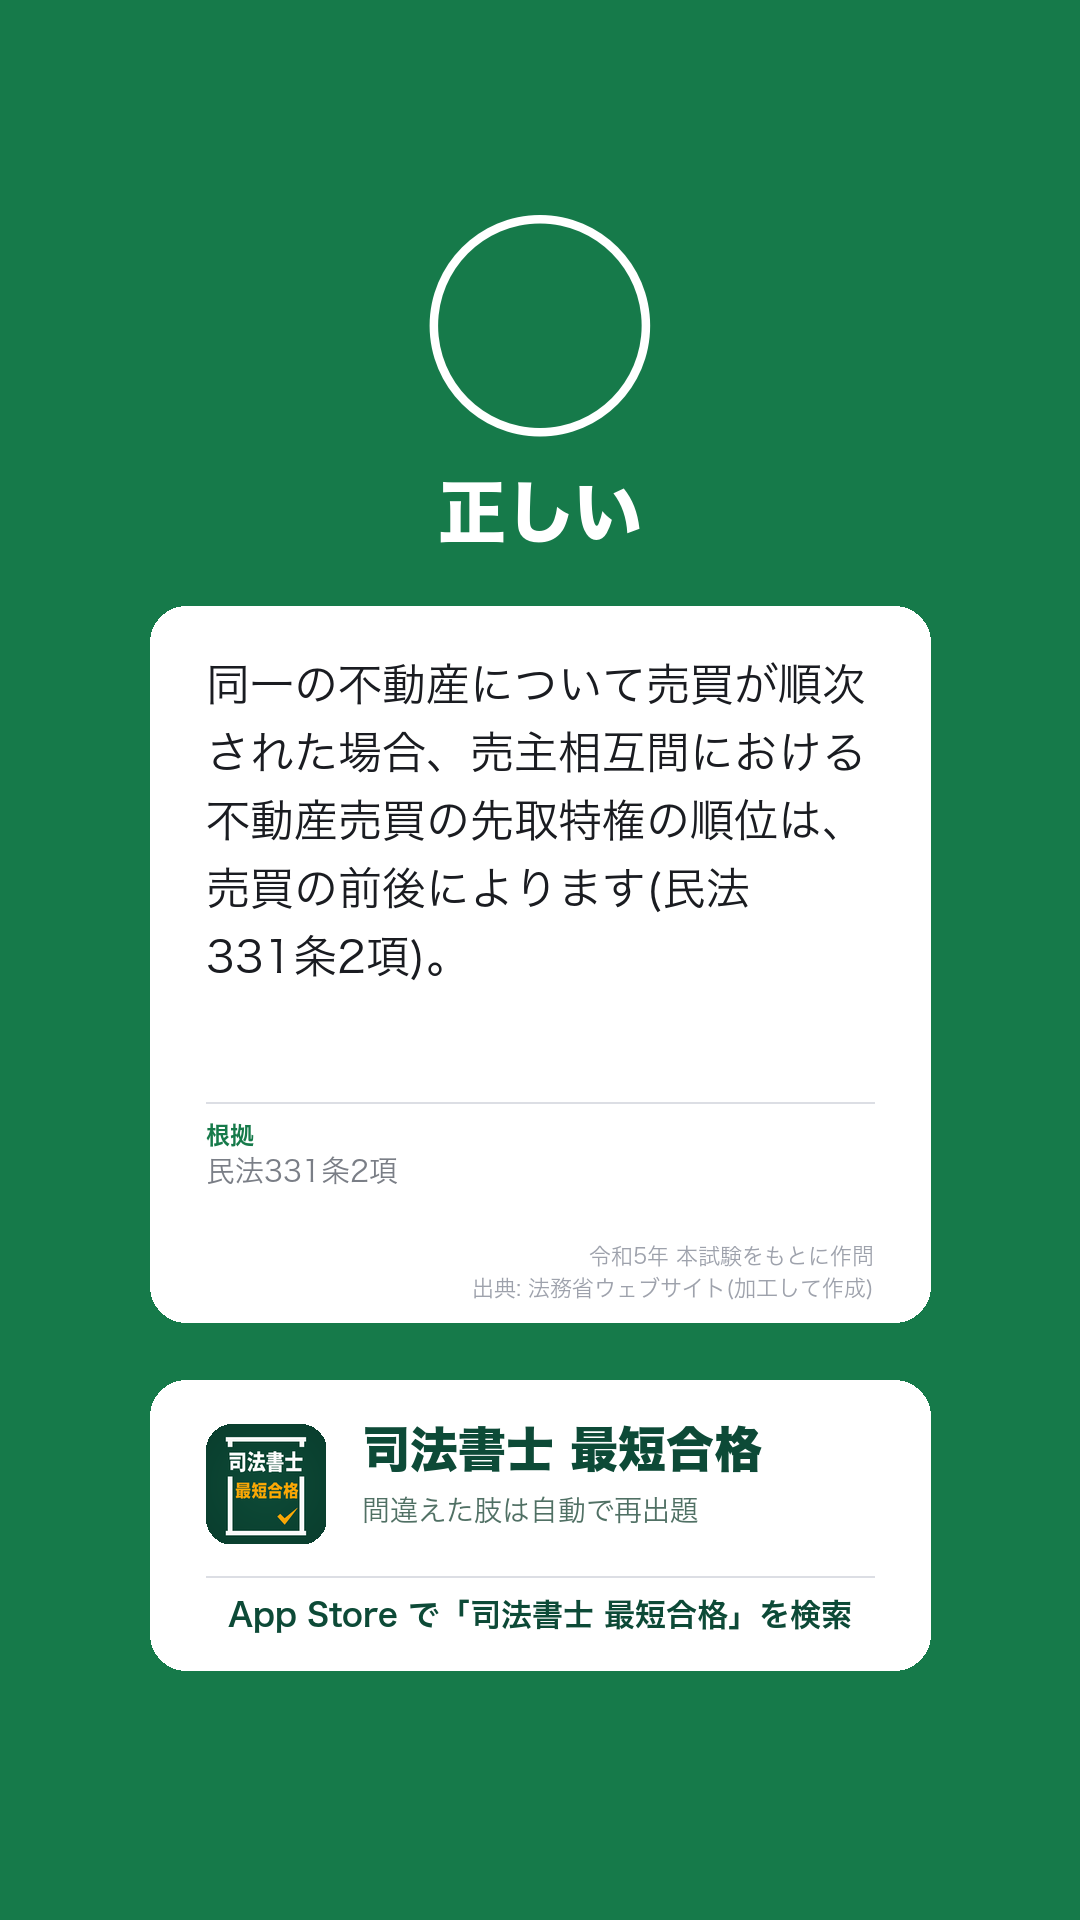 正しい
同一の不動産について売買が順次
された場合、売主相互間における
不動産売買の先取特権の順位は、
売買の前後によります(民法
331条2項)。
根拠
民法331条2項
令和5年 本試験をもとに作問
出典: 法務省ウェブサイト(加工して作成)
司法書士
最短合格
司法書士 最短合格
間違えた肢は自動で再出題
App Store で「司法書士 最短合格」を検索